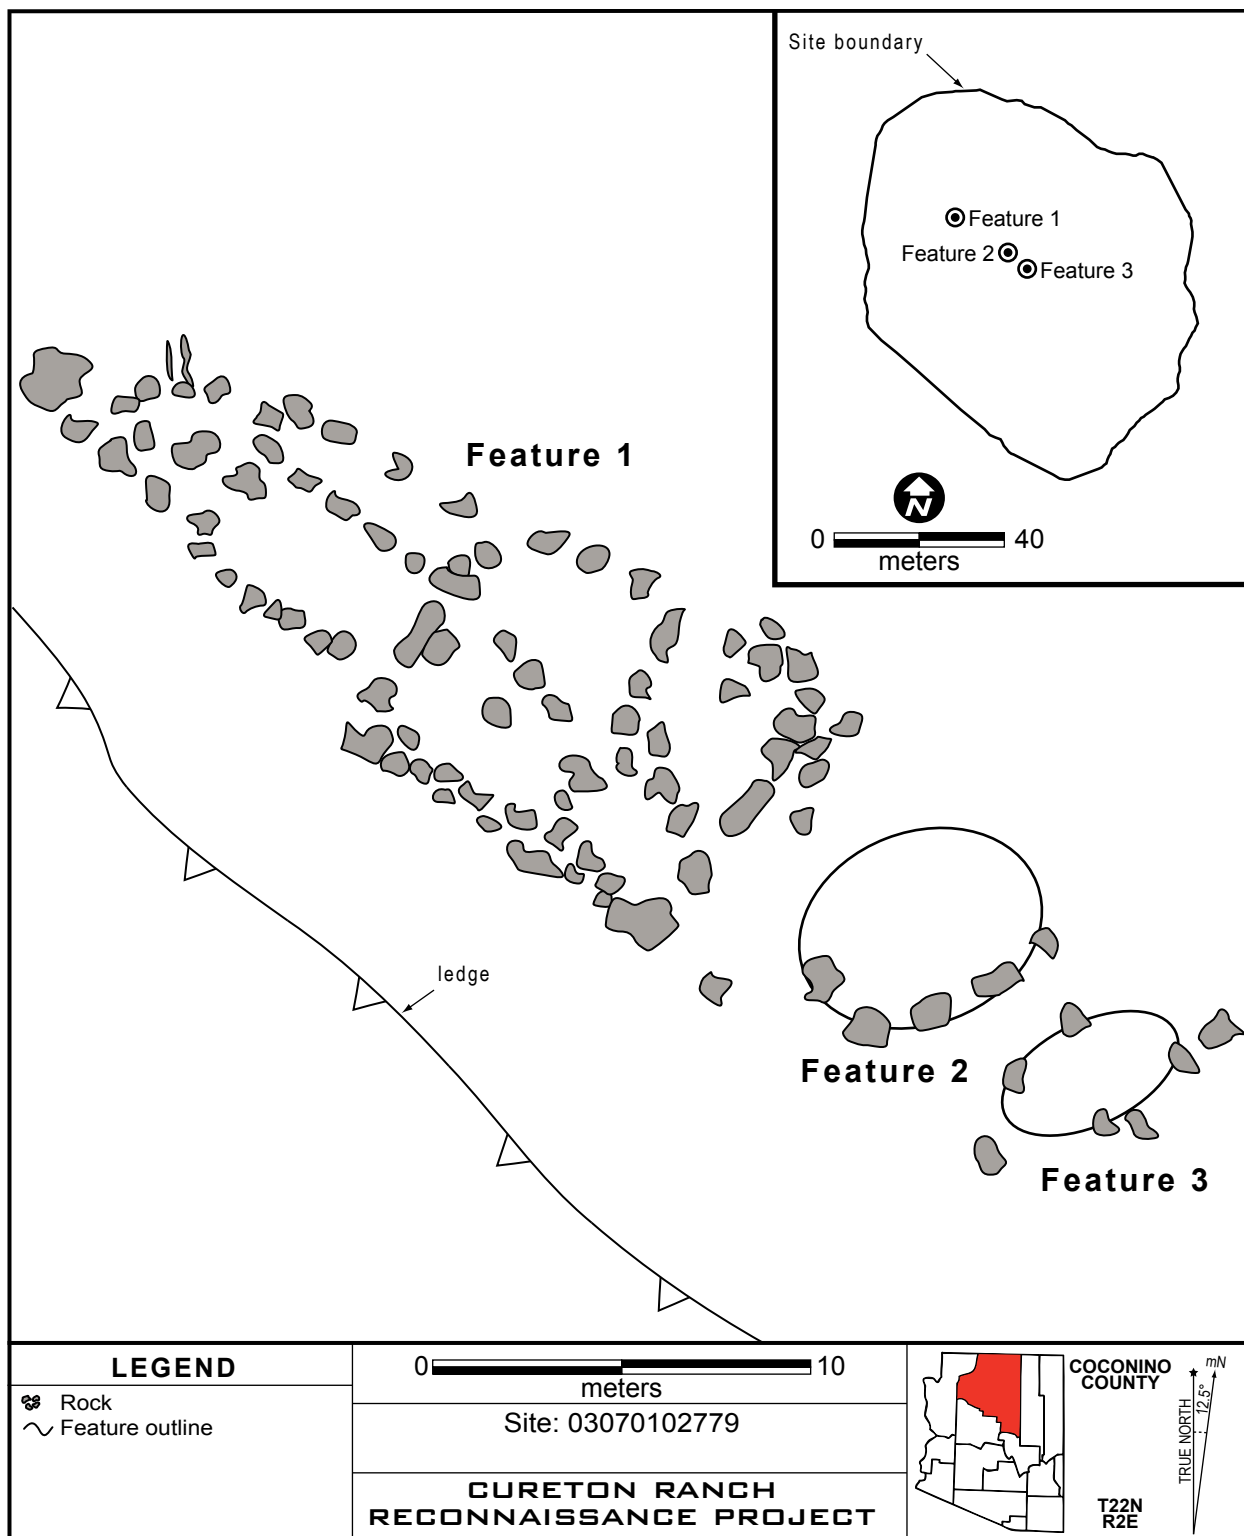 Site boundary
Feature 1
Feature 2
Feature 3
N
0 40
meters
Feature 1
ledge
Feature 2
Feature 3
LEGEND
Rock
Feature outline
0 10
meters
Site: 03070102779
CURETON RANCH
RECONNAISSANCE PROJECT
COCONINO
COUNTY
T22N
R2E
mN
12.5°
TRUE NORTH